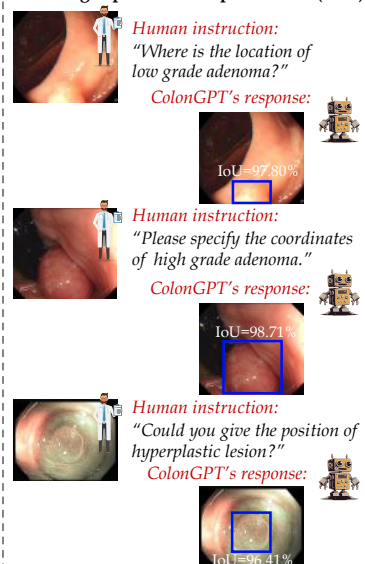 Human instruction:
“Where is the location of
low grade adenoma?”
ColonGPT's response:
IoU=97.80%
Human instruction:
“Please specify the coordinates
of high grade adenoma.”
ColonGPT's response:
IoU=98.71%
Human instruction:
“Could you give the position of
hyperplastic lesion?”
ColonGPT's response:
IoU=96.41%